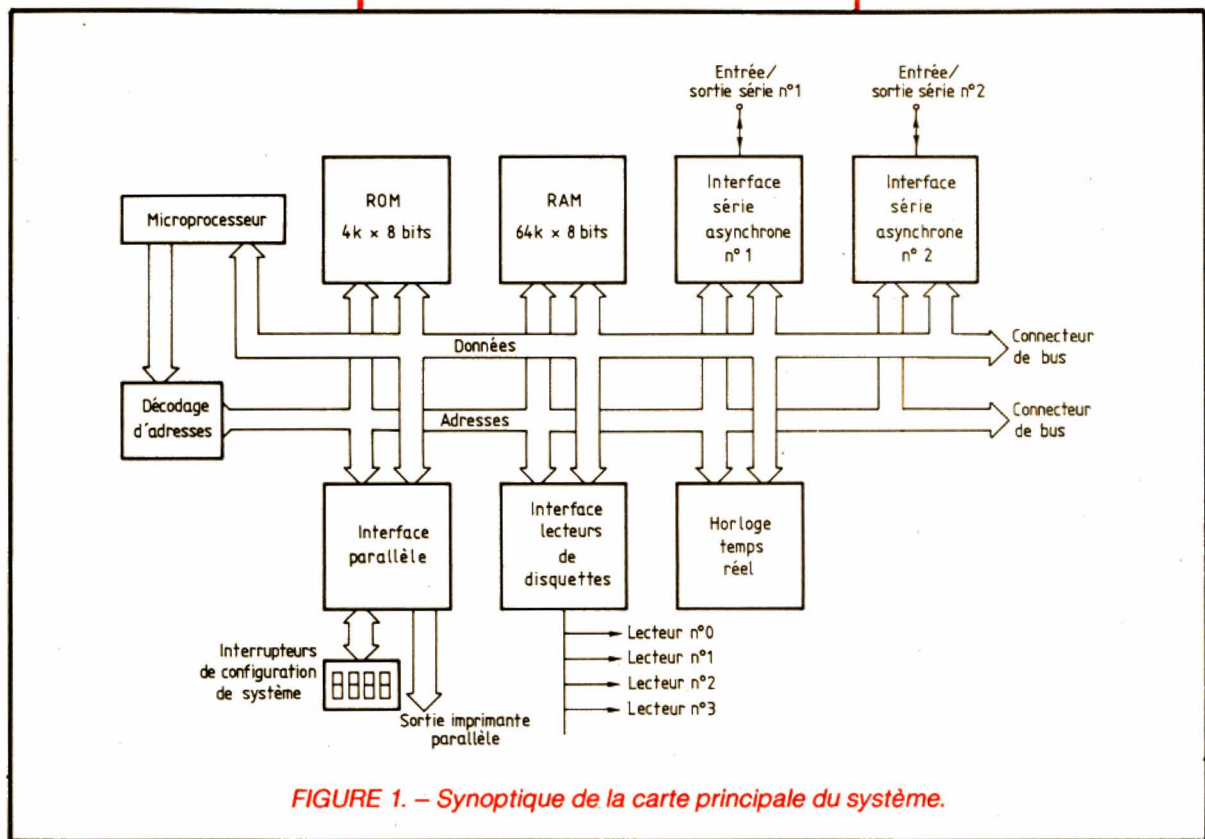 Entrée/
sortie série n°1
Entrée/
sortie série n°2
Microprocesseur
ROM
4k × 8 bits
RAM
64k × 8 bits
Interface
série
asynchrone
n° 1
Interface
série
asynchrone
n° 2
Données
Connecteur
de bus
Décodage
d'adresses
Adresses
Connecteur
de bus
Interface
parallèle
Interface
lecteurs
de
disquettes
Horloge
temps
réel
Interrupteurs
de configuration
de système
Sortie imprimante
parallèle
Lecteur n°0
Lecteur n°1
Lecteur n°2
Lecteur n°3
FIGURE 1. – Synoptique de la carte principale du système.